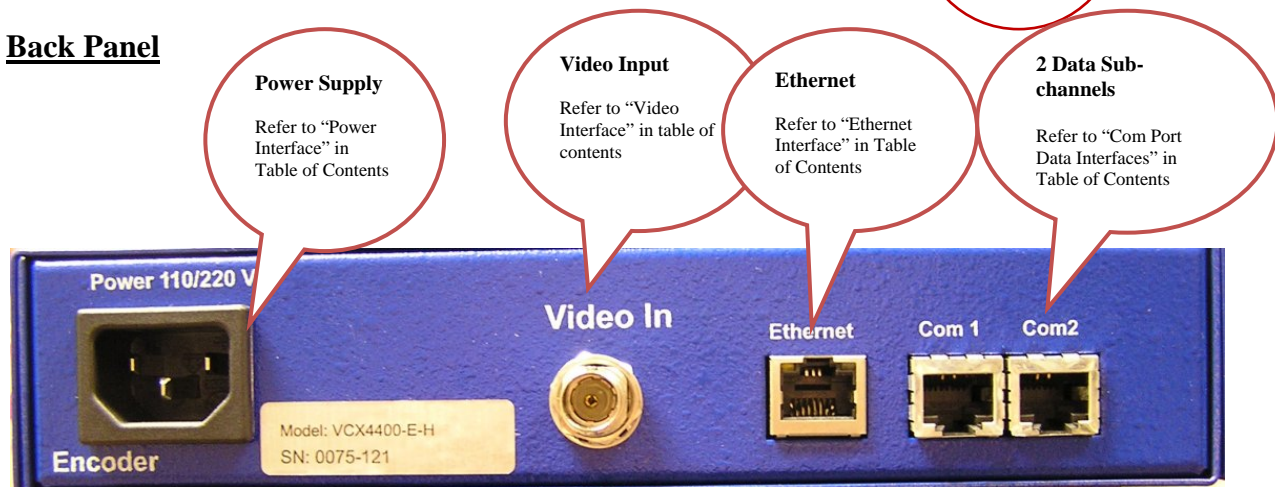 Back Panel
Power Supply
Refer to “Power
Interface” in
Table of Contents
Video Input
Refer to “Video
Interface” in table of
contents
Ethernet
Refer to “Ethernet
Interface” in Table
of Contents
2 Data Sub-
channels
Refer to “Com Port
Data Interfaces” in
Table of Contents
Power 110/220 V
Video In
Ethernet
Com 1
Com2
Model: VCX4400-E-H
SN: 0075-121
Encoder